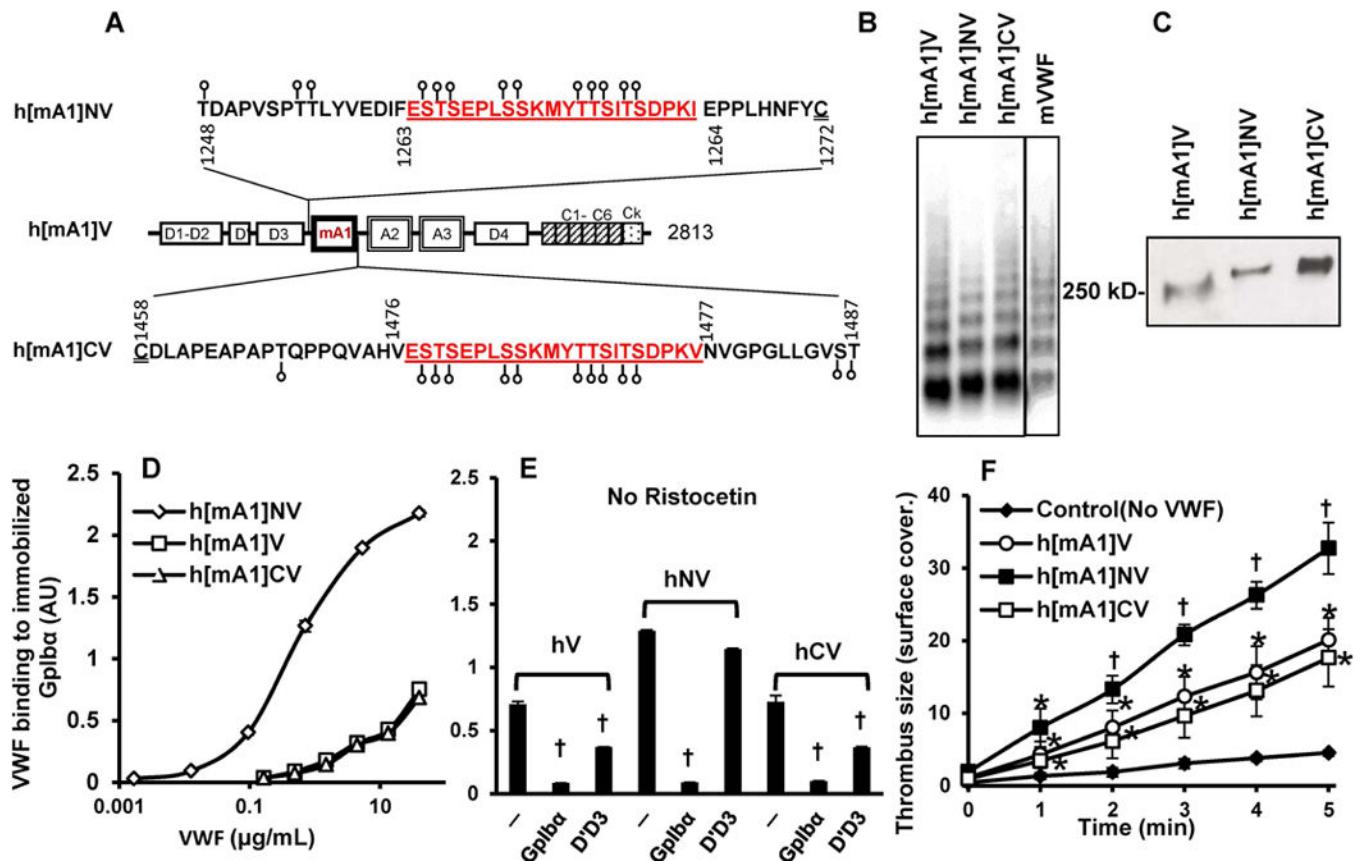 A
h[mA1]NV
TDAPVSPTTLYVEDIFESTSEPLSSKMYTTSITSDPKI EPPLHNFYC
1248
1263
1264
1272
h[mA1]V
D1-D2
D'
D3
mA1
A2
A3
D4
C1- C6
Ck
2813
1458
1476
1477
1487
h[mA1]CV
CDLAPEAPAPTQPPQVAHVESTSEPLSSKMYTTSITSDPKVNVGPGLLGVST
B
h[mA1]V
h[mA1]NV
h[mA1]CV
mVWF
C
h[mA1]V
h[mA1]NV
h[mA1]CV
250 kD-
D
VWF binding to immobilized
GpIbα (AU)
2.5
2
1.5
1
0.5
0
h[mA1]NV
h[mA1]V
h[mA1]CV
0.001
0.1
10
VWF (µg/mL)
E
2.5
2
1.5
1
0.5
0
No Ristocetin
hV
hNV
hCV
† † † † †
– GpIbα D'D3 – GpIbα D'D3 – GpIbα D'D3
F
Thrombus size (surface cover.)
40
30
20
10
0
Control(No VWF)
h[mA1]V
h[mA1]NV
h[mA1]CV
† † † †
* * * * * * * * * * *
0 1 2 3 4 5
Time (min)